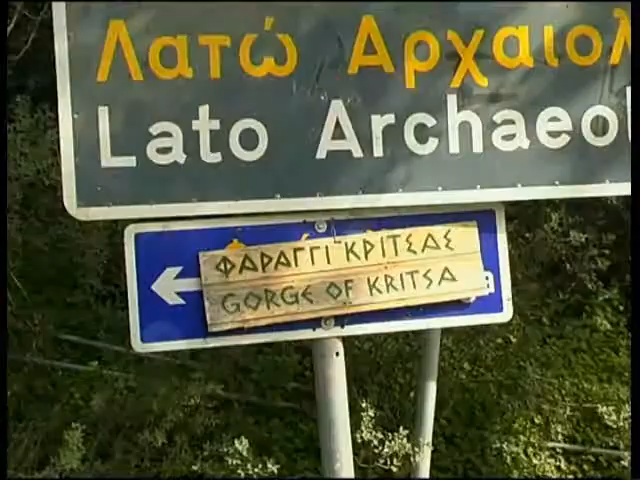 Λατώ Αρχαιολ
Lato Archaeol
ΦΑΡΑΓΓΙ ΚΡΙΤΣΑΣ
GORGE OF KRITSA